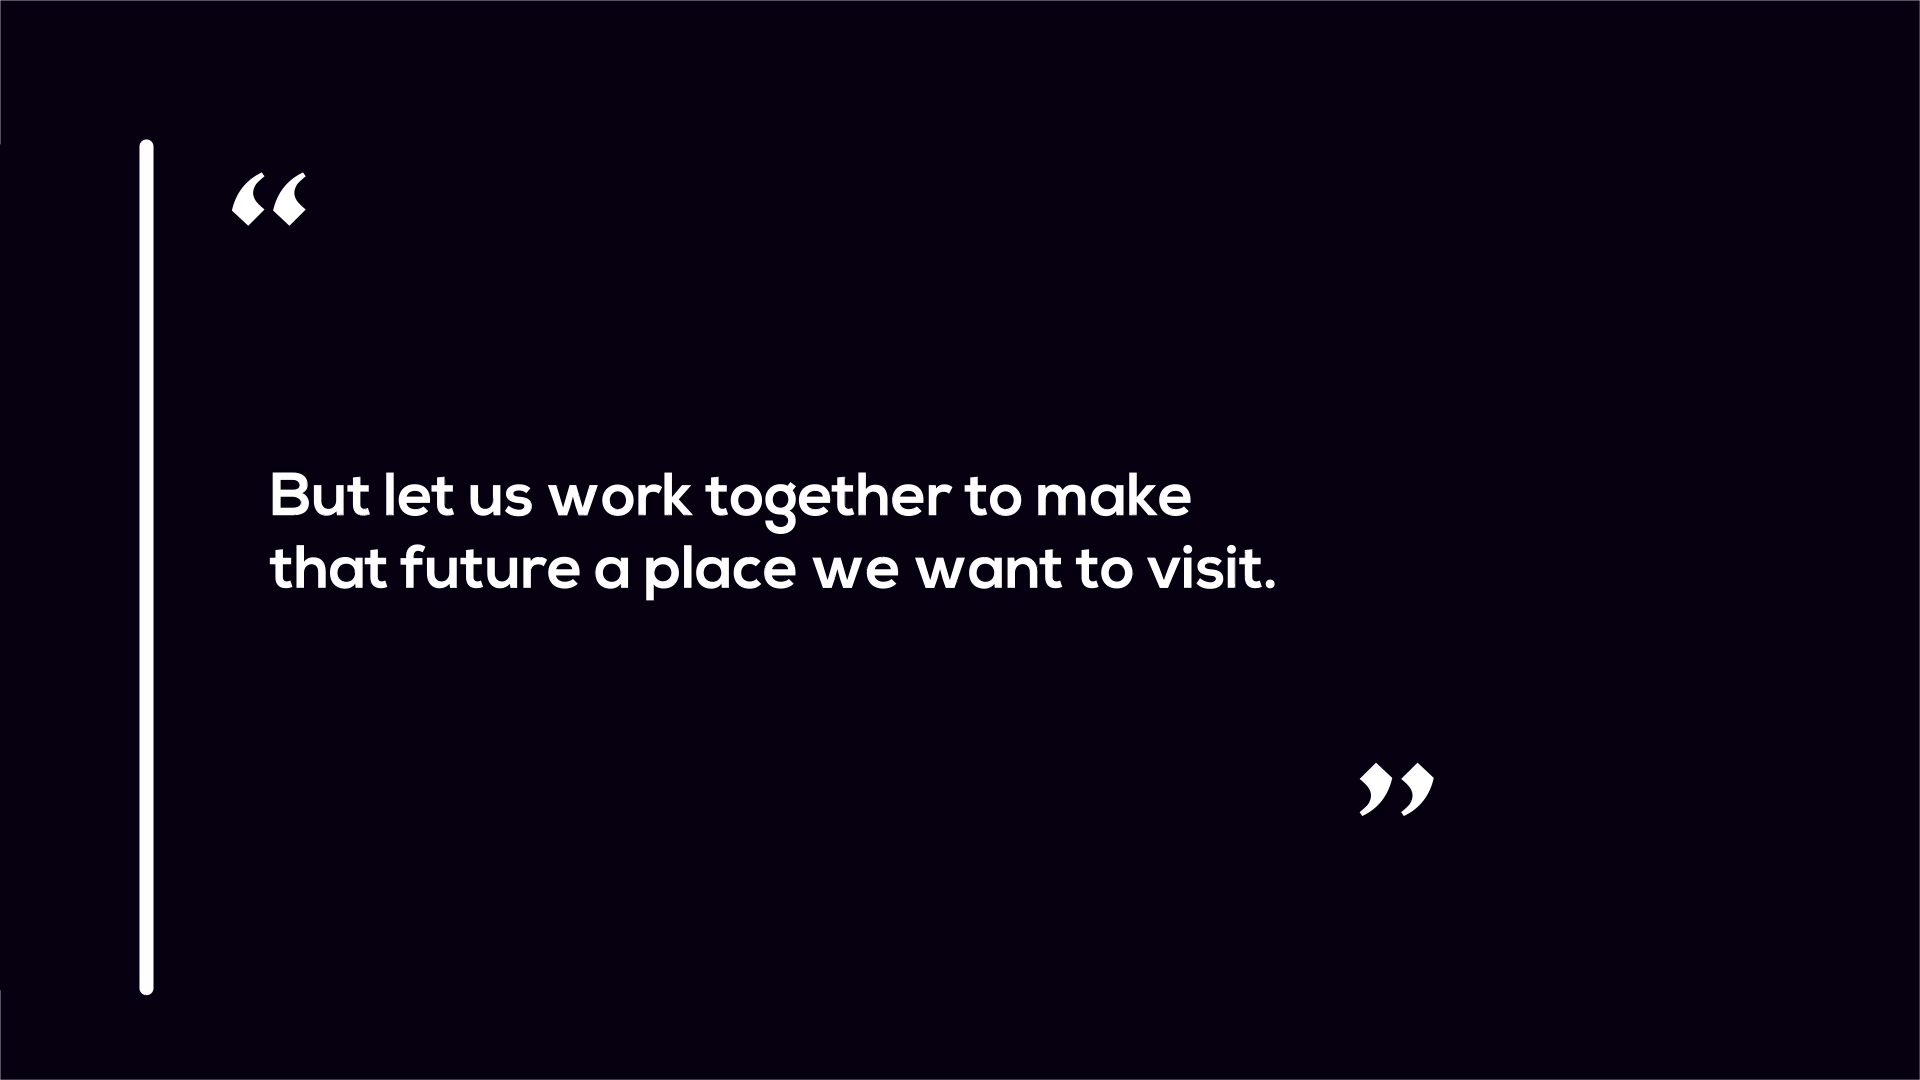 “
But let us work together to make
that future a place we want to visit.
”